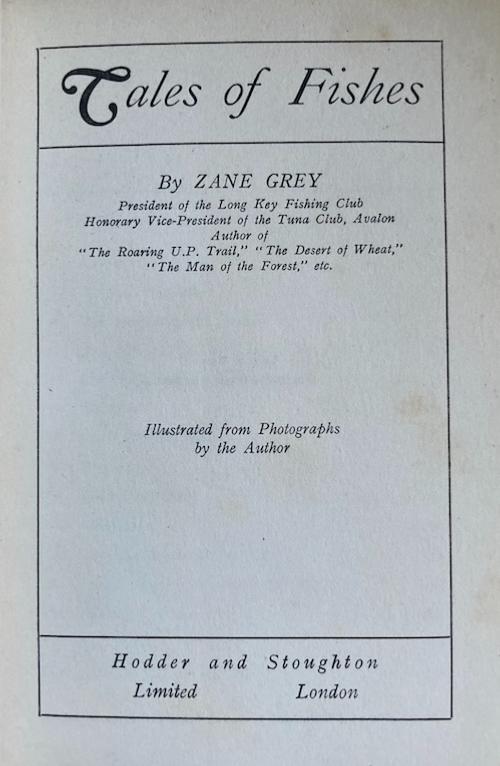 Tales of Fishes
By ZANE GREY
President of the Long Key Fishing Club
Honorary Vice-President of the Tuna Club, Avalon
Author of
"The Roaring U.P. Trail," "The Desert of Wheat,"
"The Man of the Forest," etc.
Illustrated from Photographs
by the Author
Hodder and Stoughton
Limited London